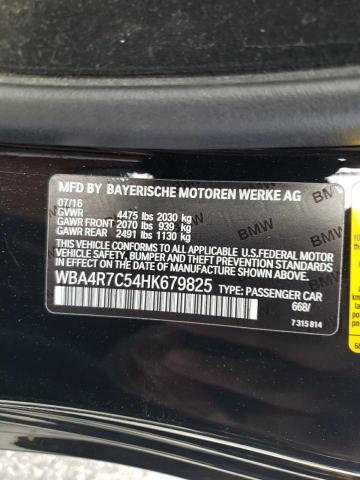 MFD BY BAYERISCHE MOTOREN WERKE AG
07/16
GVWR 4475 lbs 2030 kg
GAWR FRONT 2070 lbs 939 kg
GAWR REAR 2491 lbs 1130 kg
THIS VEHICLE CONFORMS TO ALL APPLICABLE U.S.FEDERAL MOTOR
VEHICLE SAFETY, BUMPER AND THEFT PREVENTION STANDARDS IN
EFFECT ON THE DATE OF MANUFACTURE SHOWN ABOVE.
WBA4R7C54HK679825 TYPE: PASSENGER CAR
668/
7 315 814